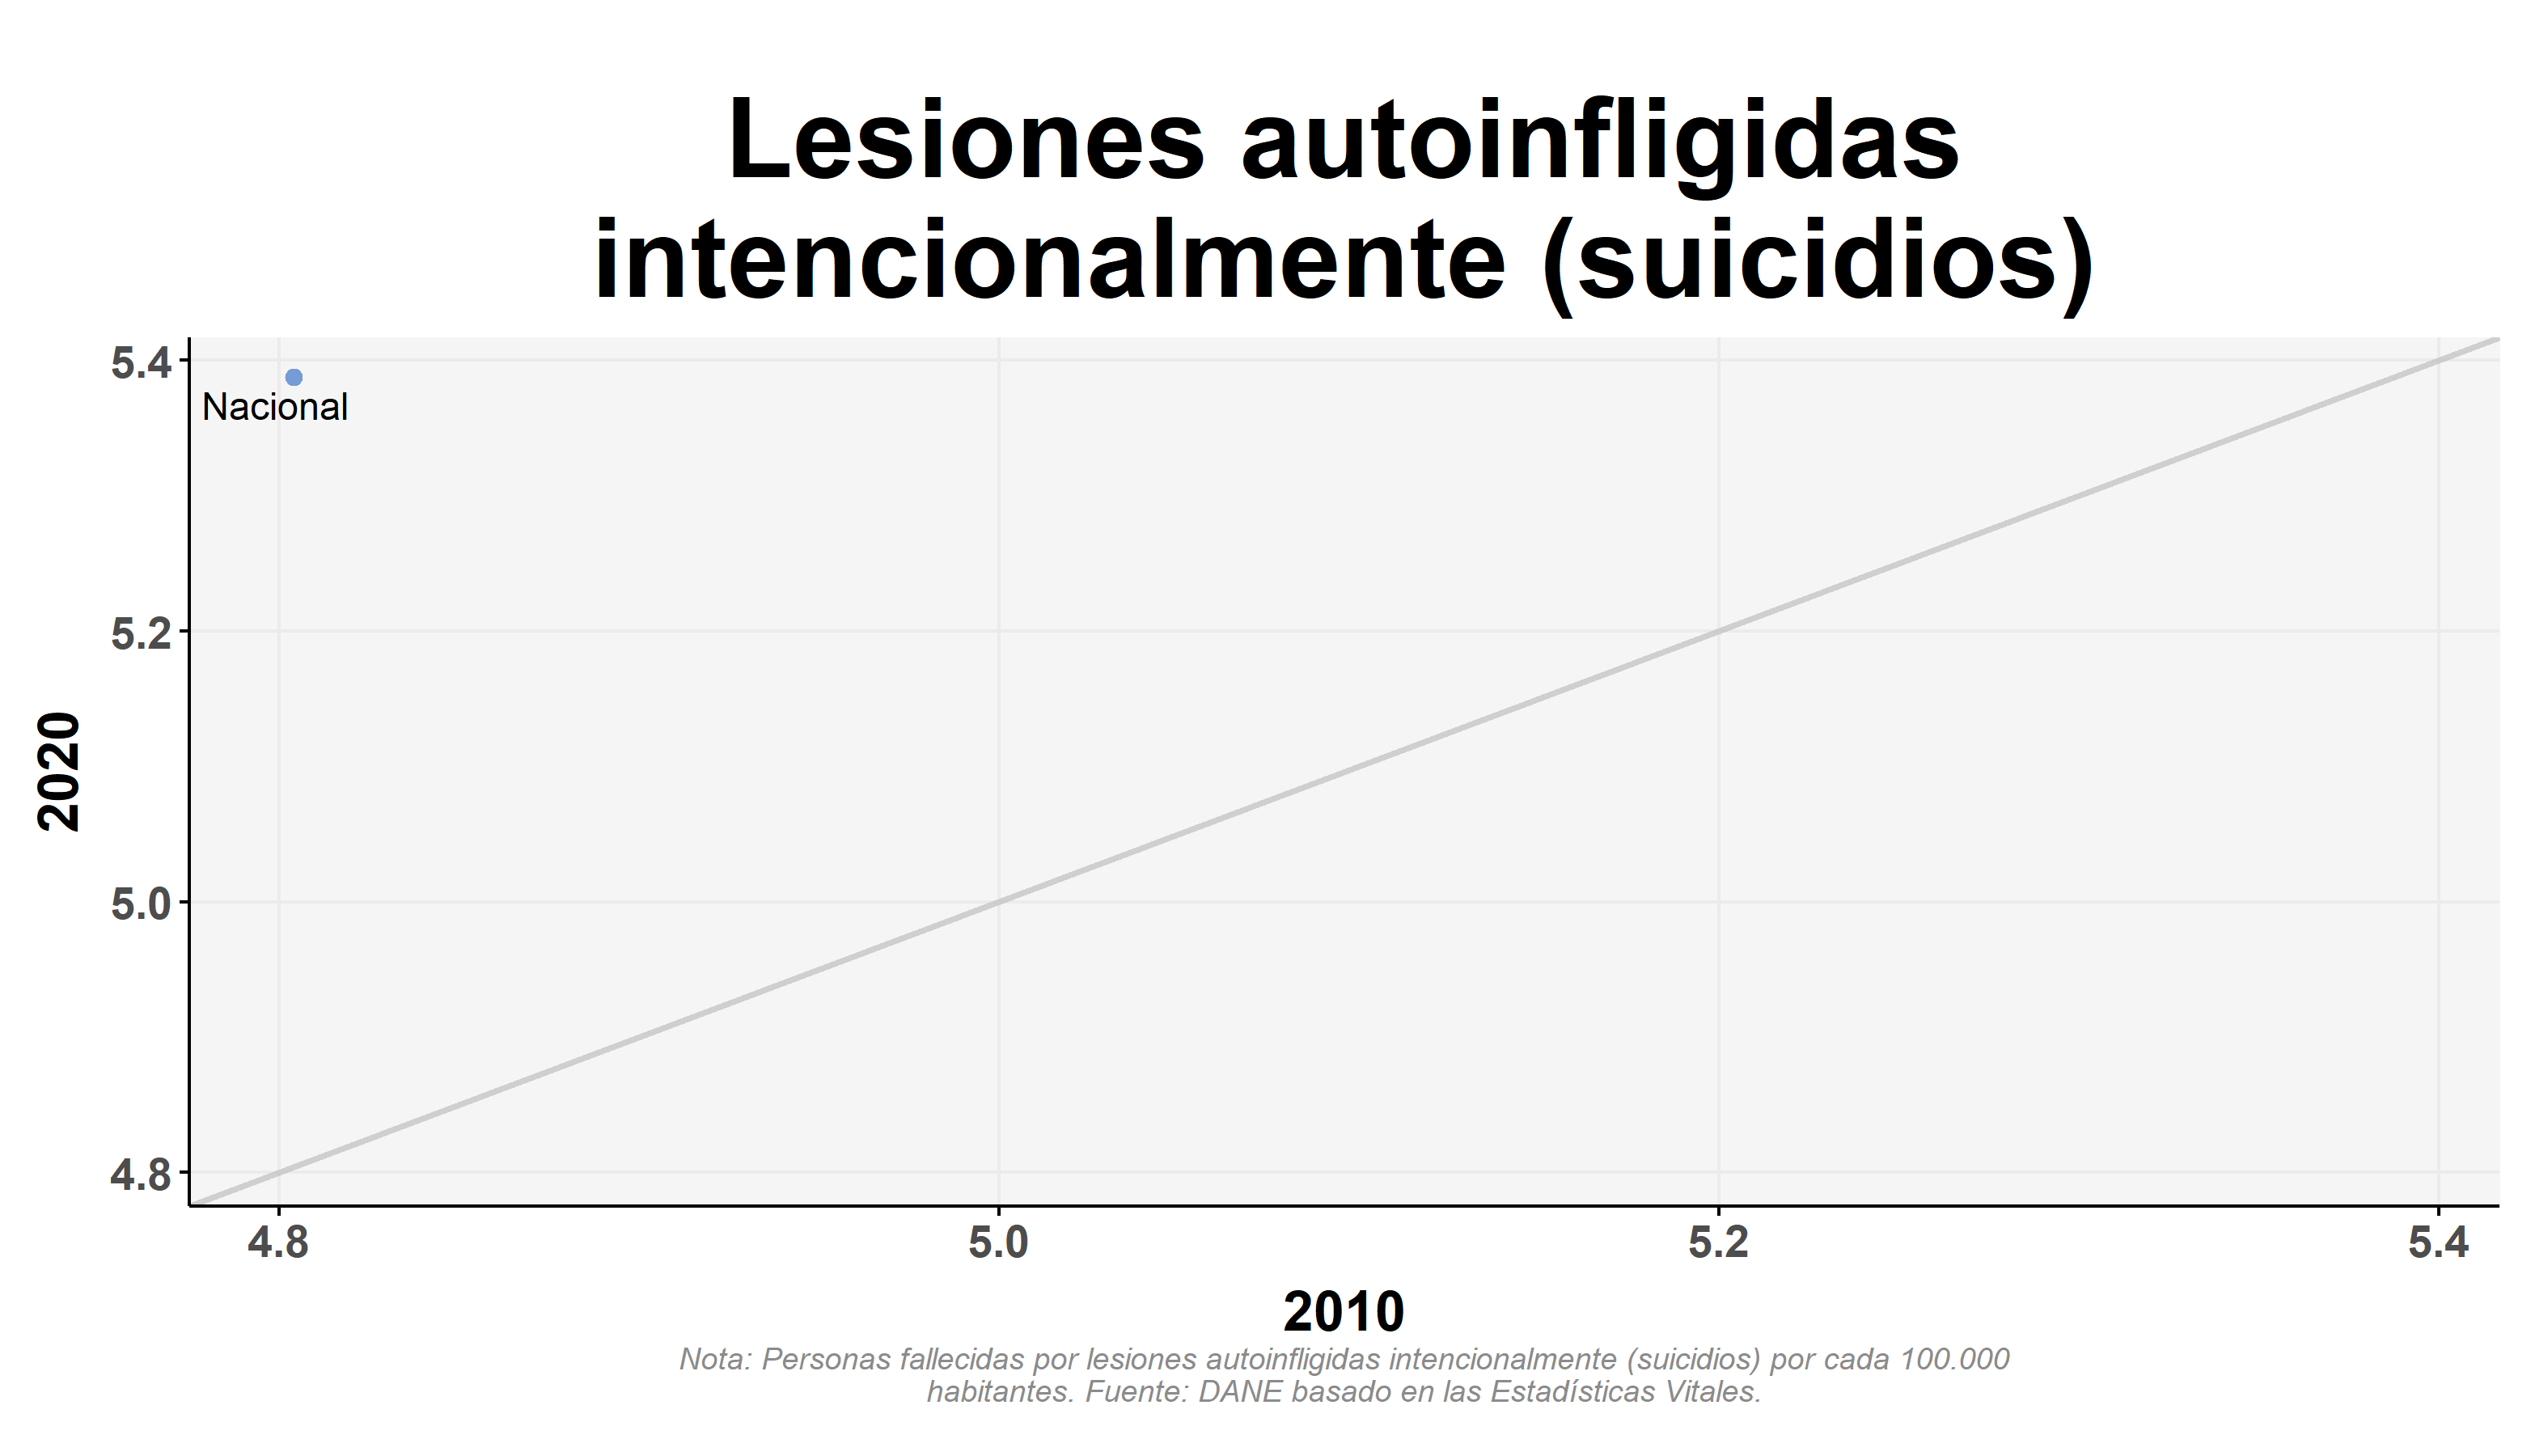 Lesiones autoinfligidas
intencionalmente (suicidios)
5.4
Nacional
5.2
2020
5.0
4.8
4.8 5.0 5.2 5.4
2010
Nota: Personas fallecidas por lesiones autoinfligidas intencionalmente (suicidios) por cada 100.000
habitantes. Fuente: DANE basado en las Estadísticas Vitales.